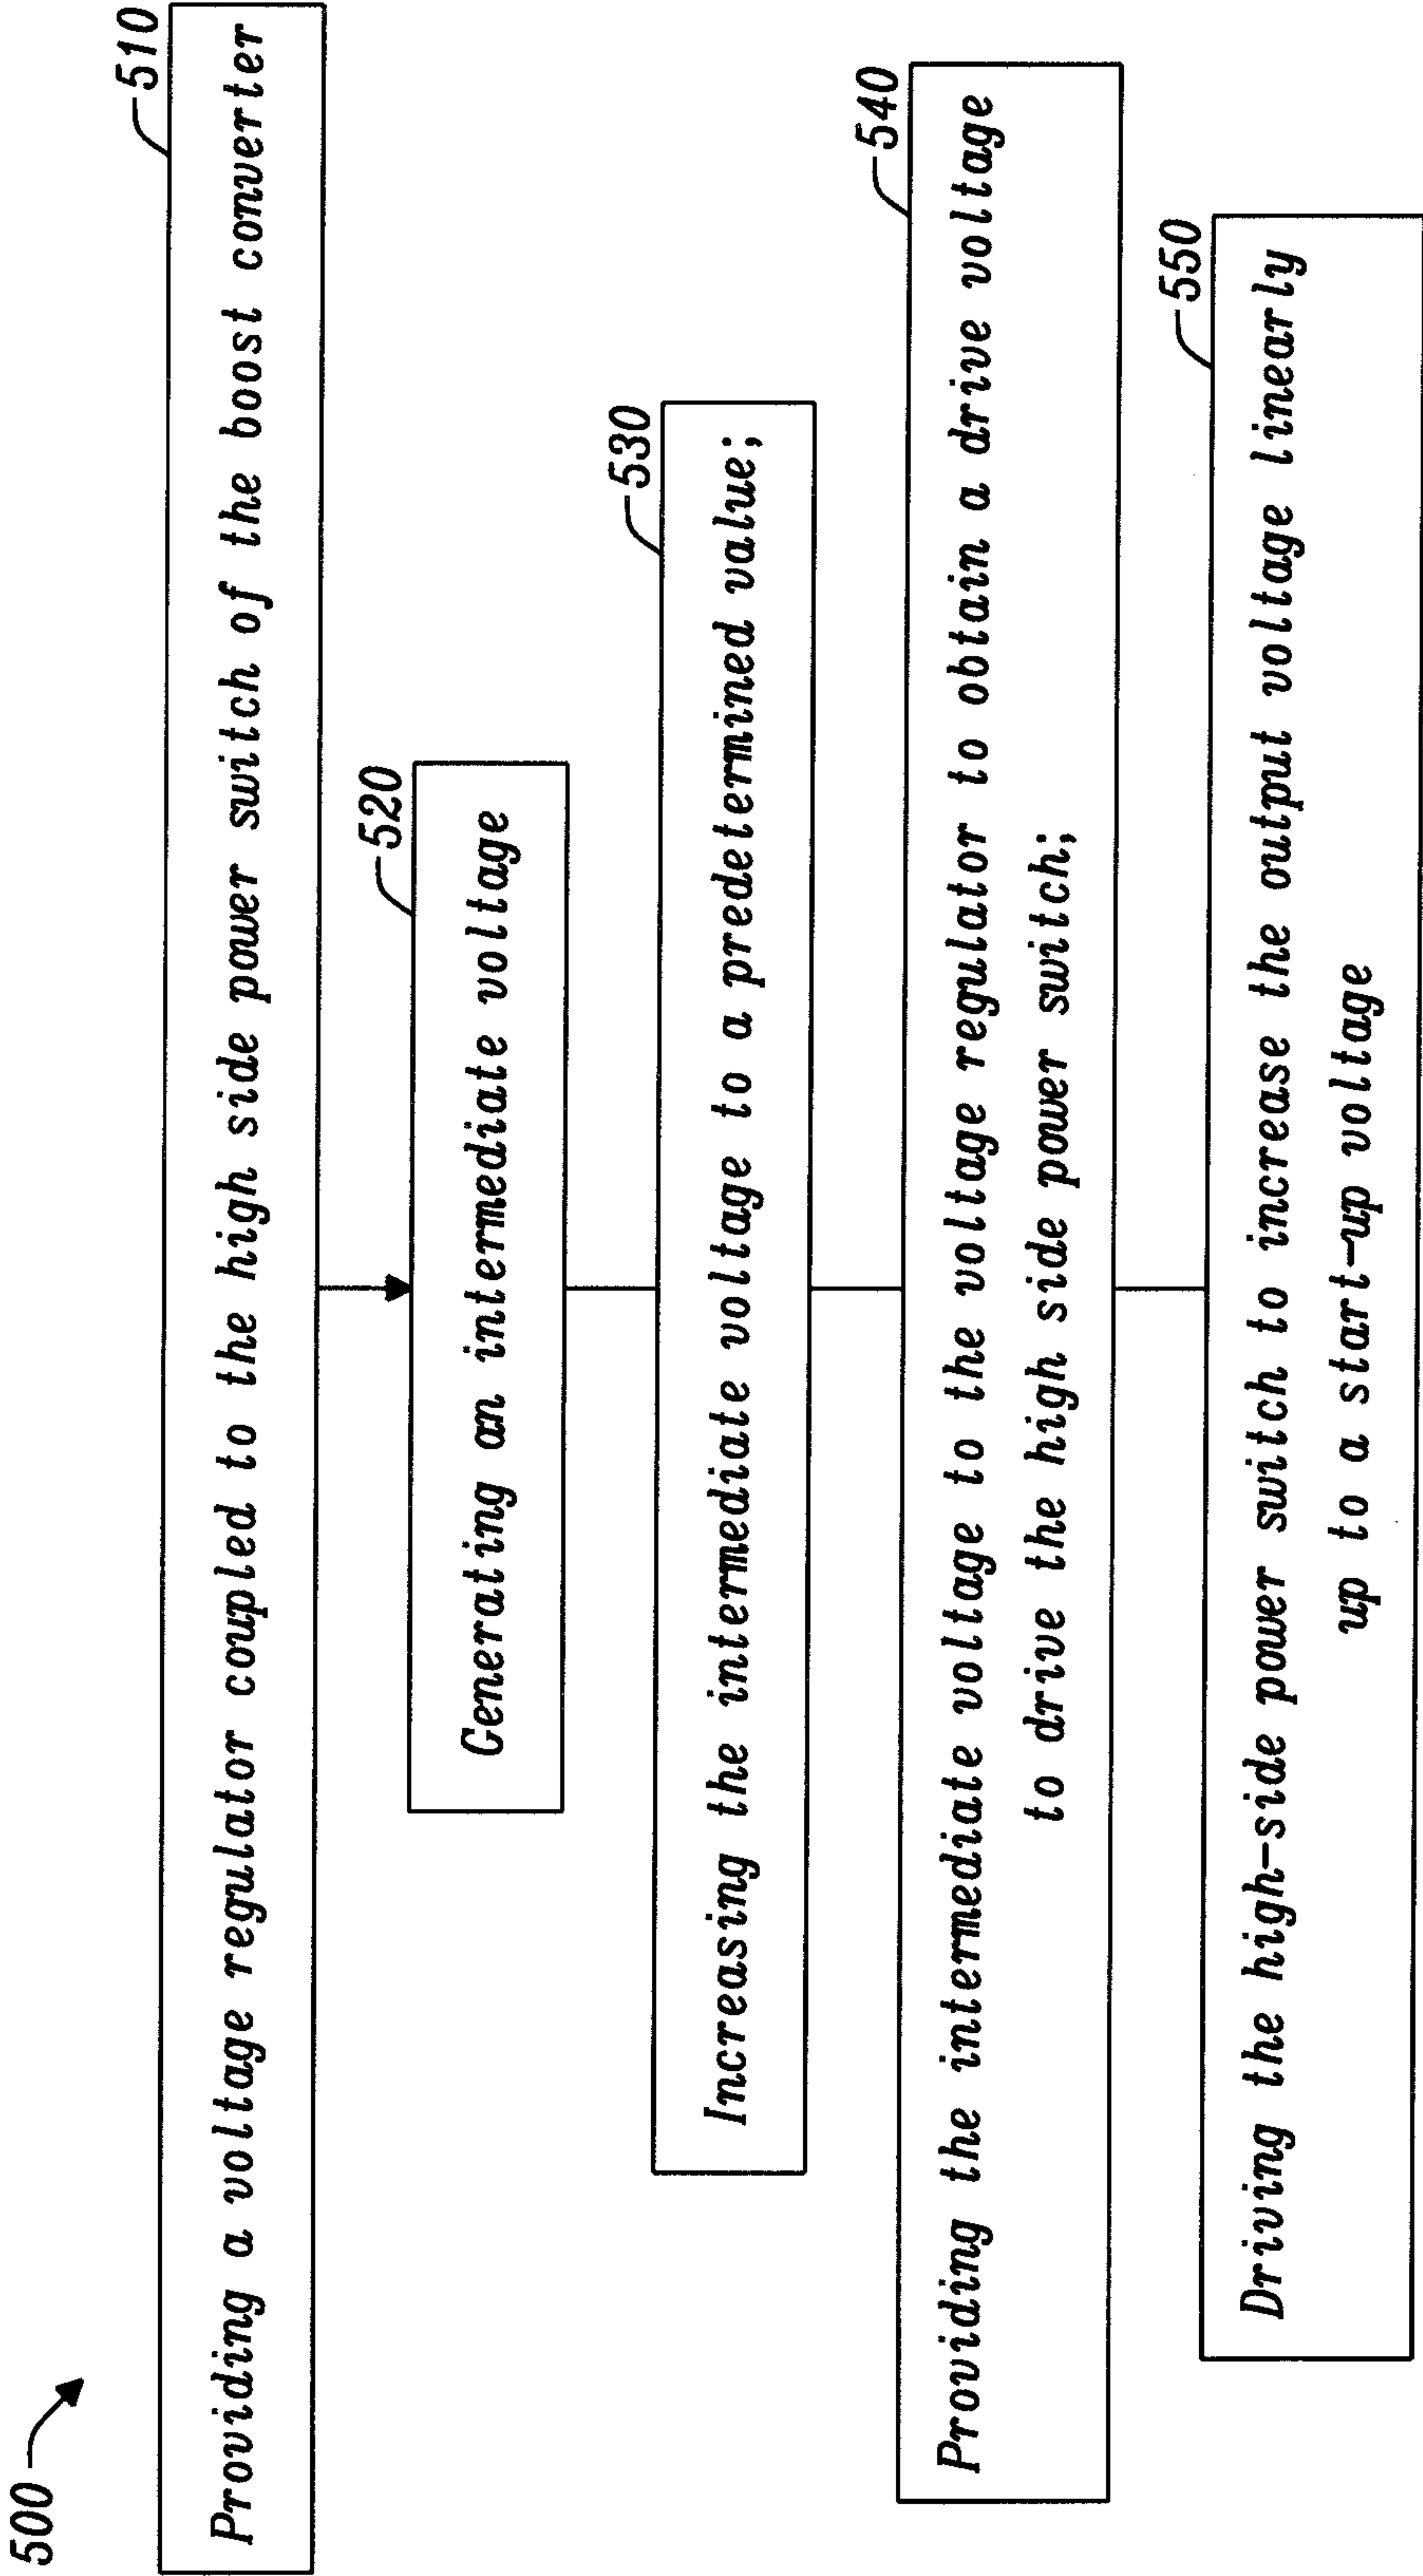 500
510
Providing a voltage regulator coupled to the high side power switch of the boost converter
520
Generating an intermediate voltage
530
Increasing the intermediate voltage to a predetermined value;
540
Providing the intermediate voltage to the voltage regulator to obtain a drive voltage
to drive the high side power switch;
550
Driving the high-side power switch to increase the output voltage linearly
up to a start-up voltage